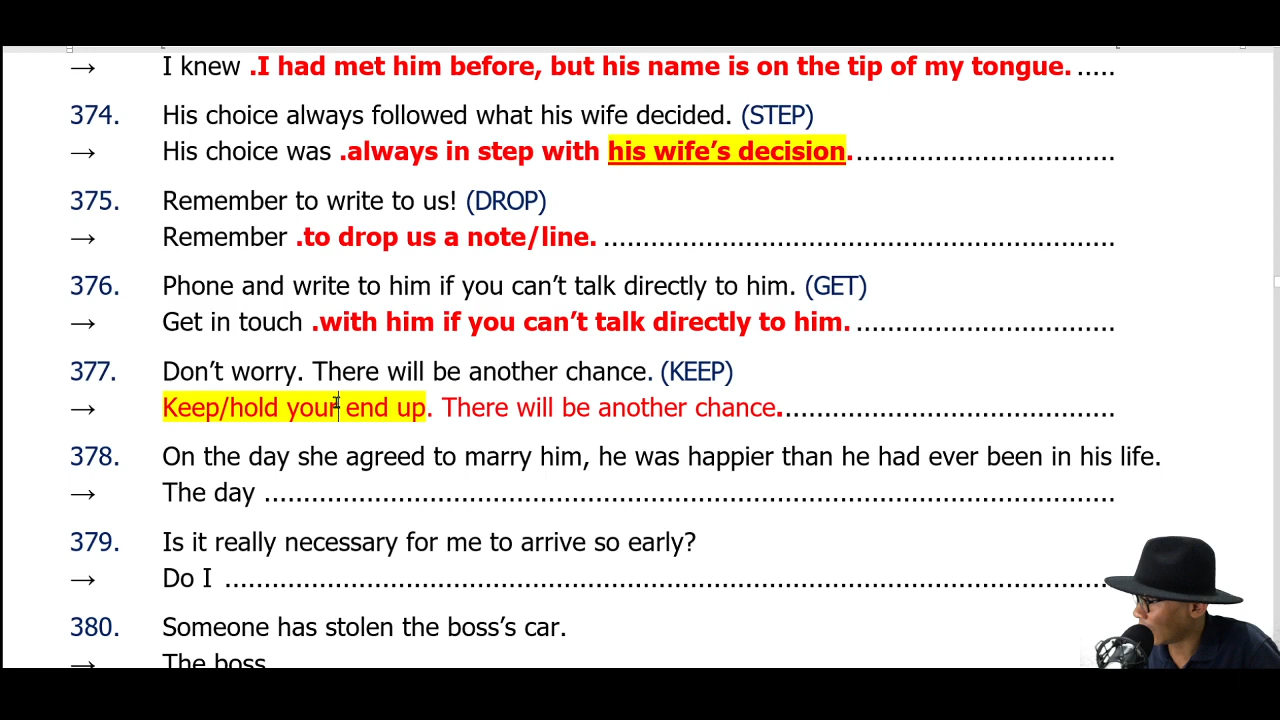 → I knew .I had met him before, but his name is on the tip of my tongue. .....
374. His choice always followed what his wife decided. (STEP)
→ His choice was .always in step with his wife’s decision. .................................
375. Remember to write to us! (DROP)
→ Remember .to drop us a note/line. .................................................................
376. Phone and write to him if you can’t talk directly to him. (GET)
→ Get in touch .with him if you can’t talk directly to him. .................................
377. Don’t worry. There will be another chance. (KEEP)
→ Keep/hold your end up. There will be another chance...........................................
378. On the day she agreed to marry him, he was happier than he had ever been in his life.
→ The day .............................................................................................................
379. Is it really necessary for me to arrive so early?
→ Do I ................................................................................................................
380. Someone has stolen the boss’s car.
→ The boss